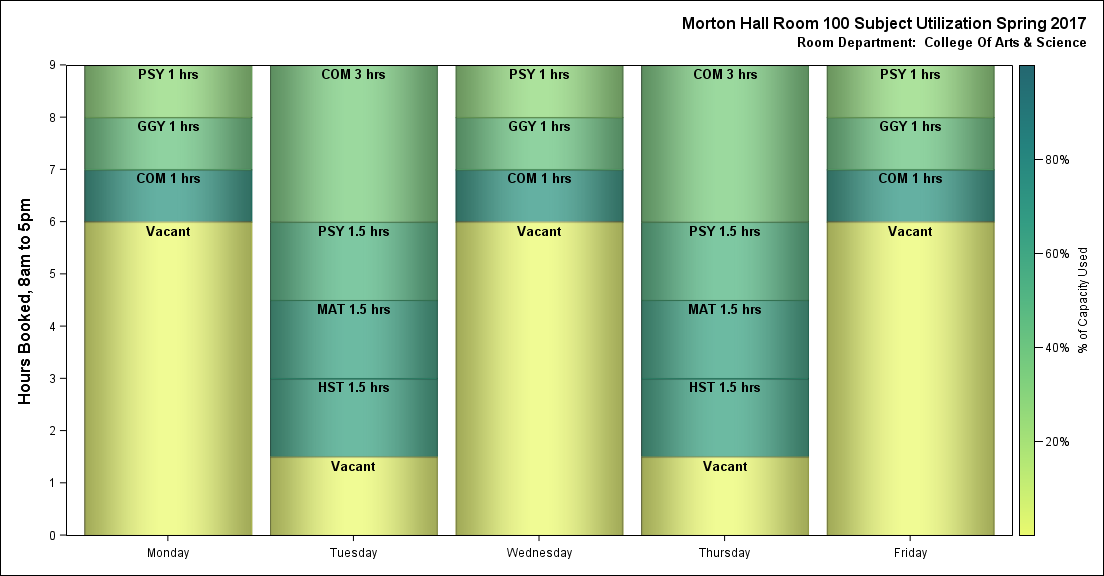 Morton Hall Room 100 Subject Utilization Spring 2017
Room Department:  College Of Arts & Science
Hours Booked, 8am to 5pm
9
8
7
6
5
4
3
2
1
0
PSY 1 hrs
GGY 1 hrs
COM 1 hrs
Vacant
Monday
COM 3 hrs
PSY 1.5 hrs
MAT 1.5 hrs
HST 1.5 hrs
Vacant
Tuesday
PSY 1 hrs
GGY 1 hrs
COM 1 hrs
Vacant
Wednesday
COM 3 hrs
PSY 1.5 hrs
MAT 1.5 hrs
HST 1.5 hrs
Vacant
Thursday
PSY 1 hrs
GGY 1 hrs
COM 1 hrs
Vacant
Friday
80%
60%
40%
20%
% of Capacity Used